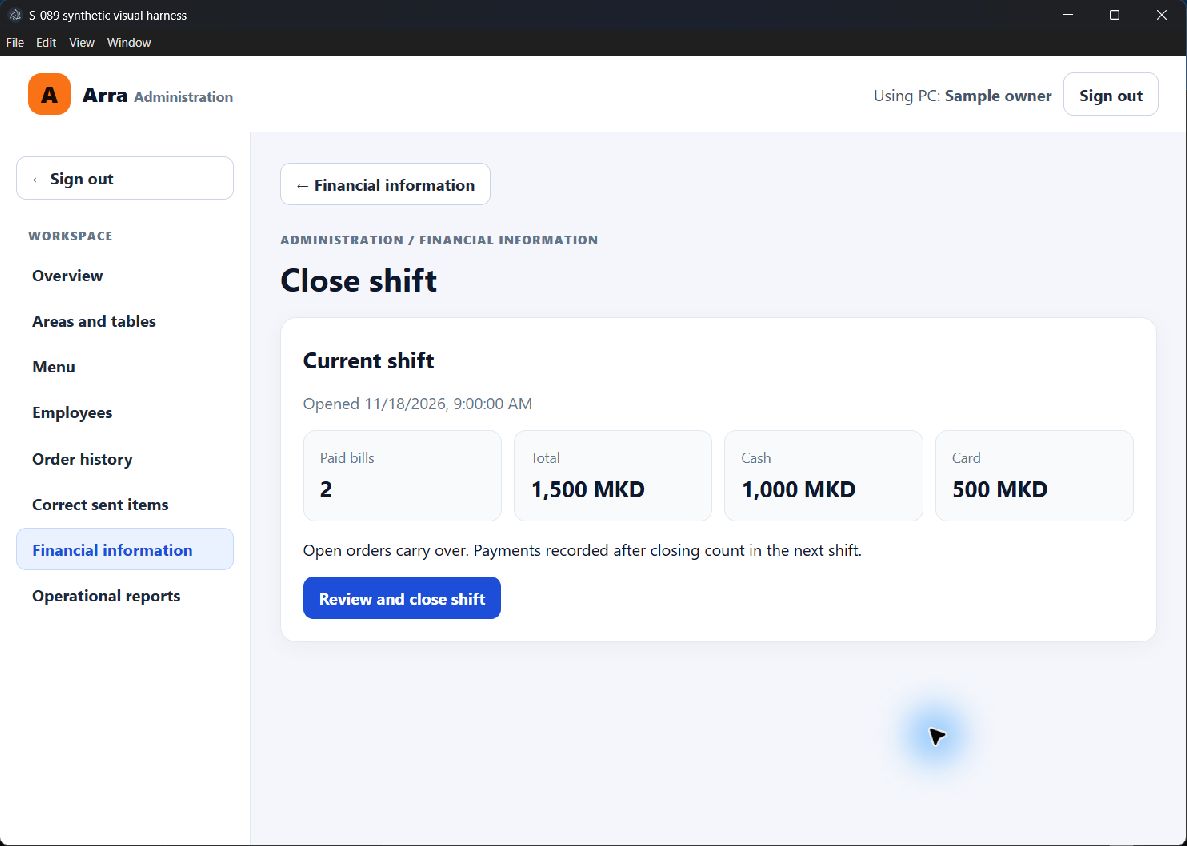 S-089 synthetic visual harness
File Edit View Window
A Arra Administration
Using PC: Sample owner
Sign out
← Sign out
WORKSPACE
Overview
Areas and tables
Menu
Employees
Order history
Correct sent items
Financial information
Operational reports
← Financial information
ADMINISTRATION / FINANCIAL INFORMATION
Close shift
Current shift
Opened 11/18/2026, 9:00:00 AM
Paid bills
2
Total
1,500 MKD
Cash
1,000 MKD
Card
500 MKD
Open orders carry over. Payments recorded after closing count in the next shift.
Review and close shift